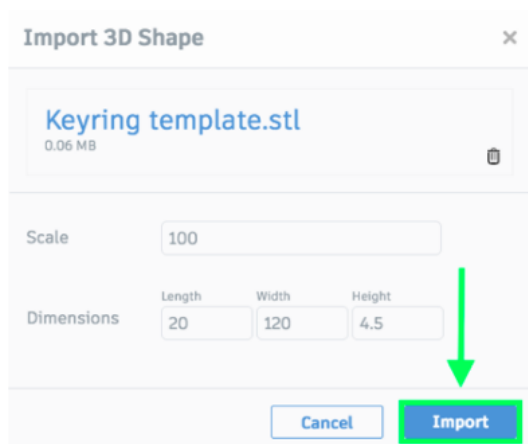 Import 3D Shape
Keyring template.stl
0.06 MB
Scale 100
Length Width Height
Dimensions 20 120 4.5
Cancel Import